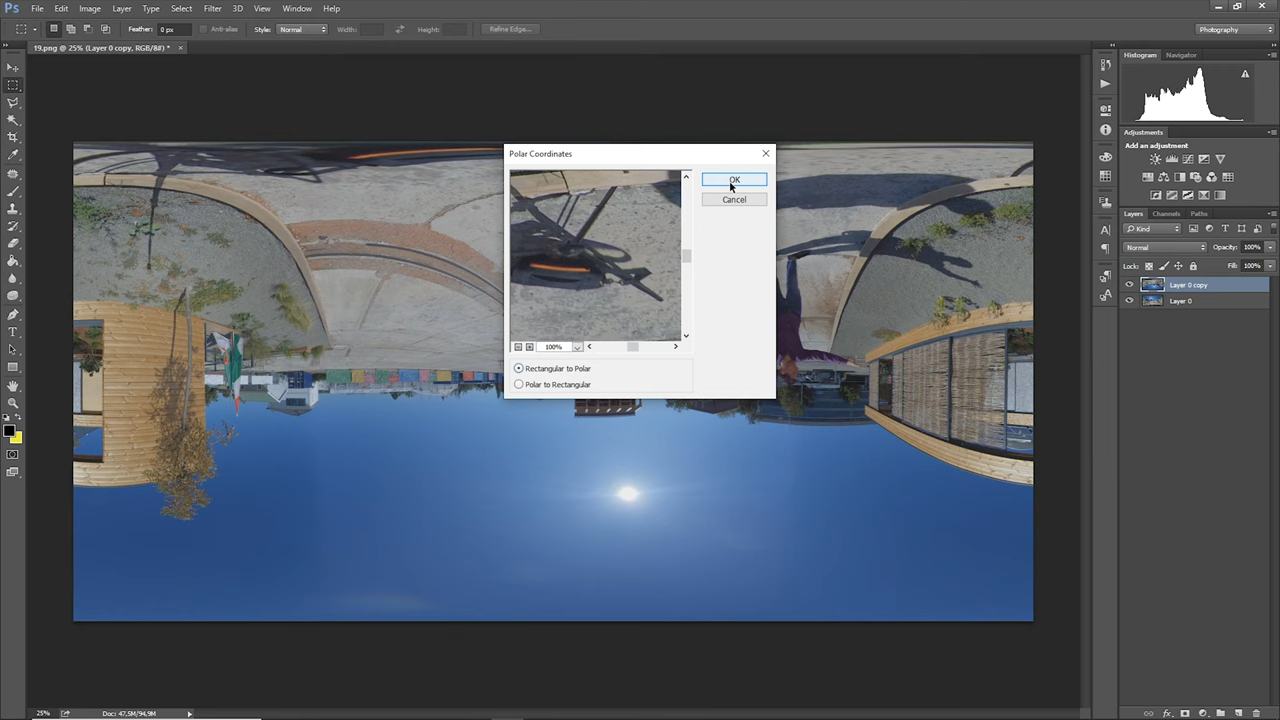 Ps File Edit Image Layer Type Select Filter 3D View Window Help
Feather: 0 px Anti-alias Style: Normal Width: Height: Refine Edge... Photography
19.png @ 25% (Layer 0 copy, RGB/8#) * ×
Histogram Navigator
Adjustments
Add an adjustment
Layers Channels Paths
Kind
Normal Opacity: 100%
Lock: Fill: 100%
Layer 0 copy
Layer 0
Polar Coordinates
OK
Cancel
100%
Rectangular to Polar
Polar to Rectangular
25% Doc: 47,5M/94,9M